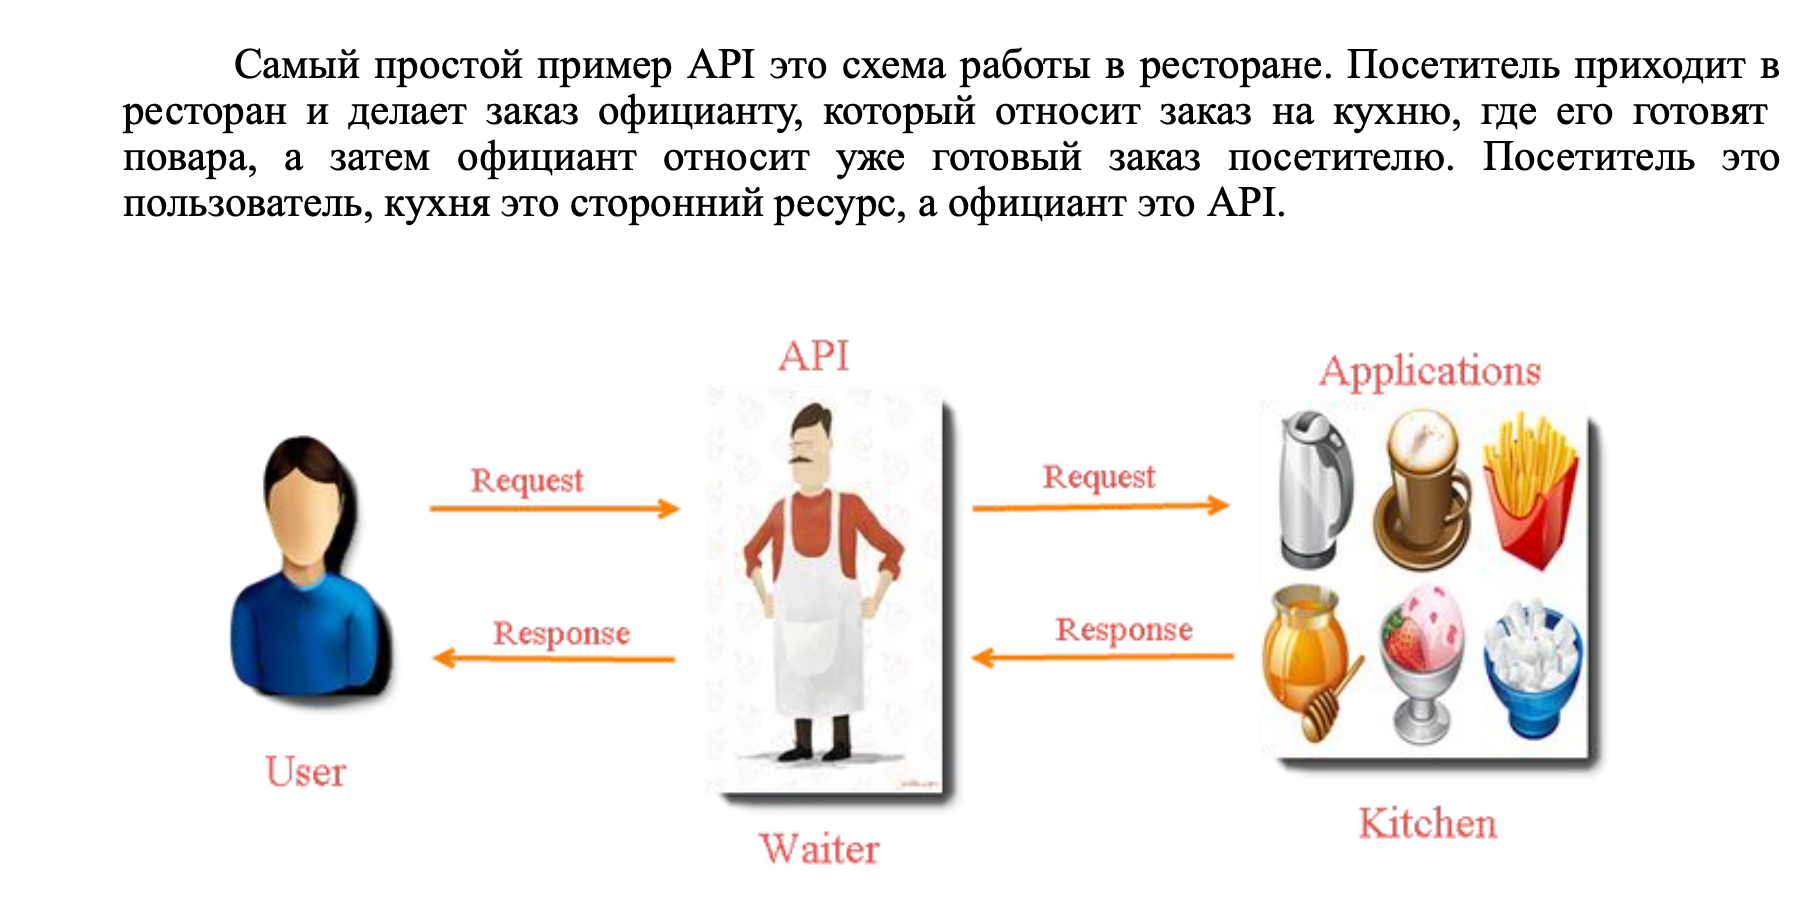 Самый простой пример API это схема работы в ресторане. Посетитель приходит в
ресторан и делает заказ официанту, который относит заказ на кухню, где его готовят
повара, а затем официант относит уже готовый заказ посетителю. Посетитель это
пользователь, кухня это сторонний ресурс, а официант это API.
API
Applications
Request
Request
Response
Response
User
Waiter
Kitchen